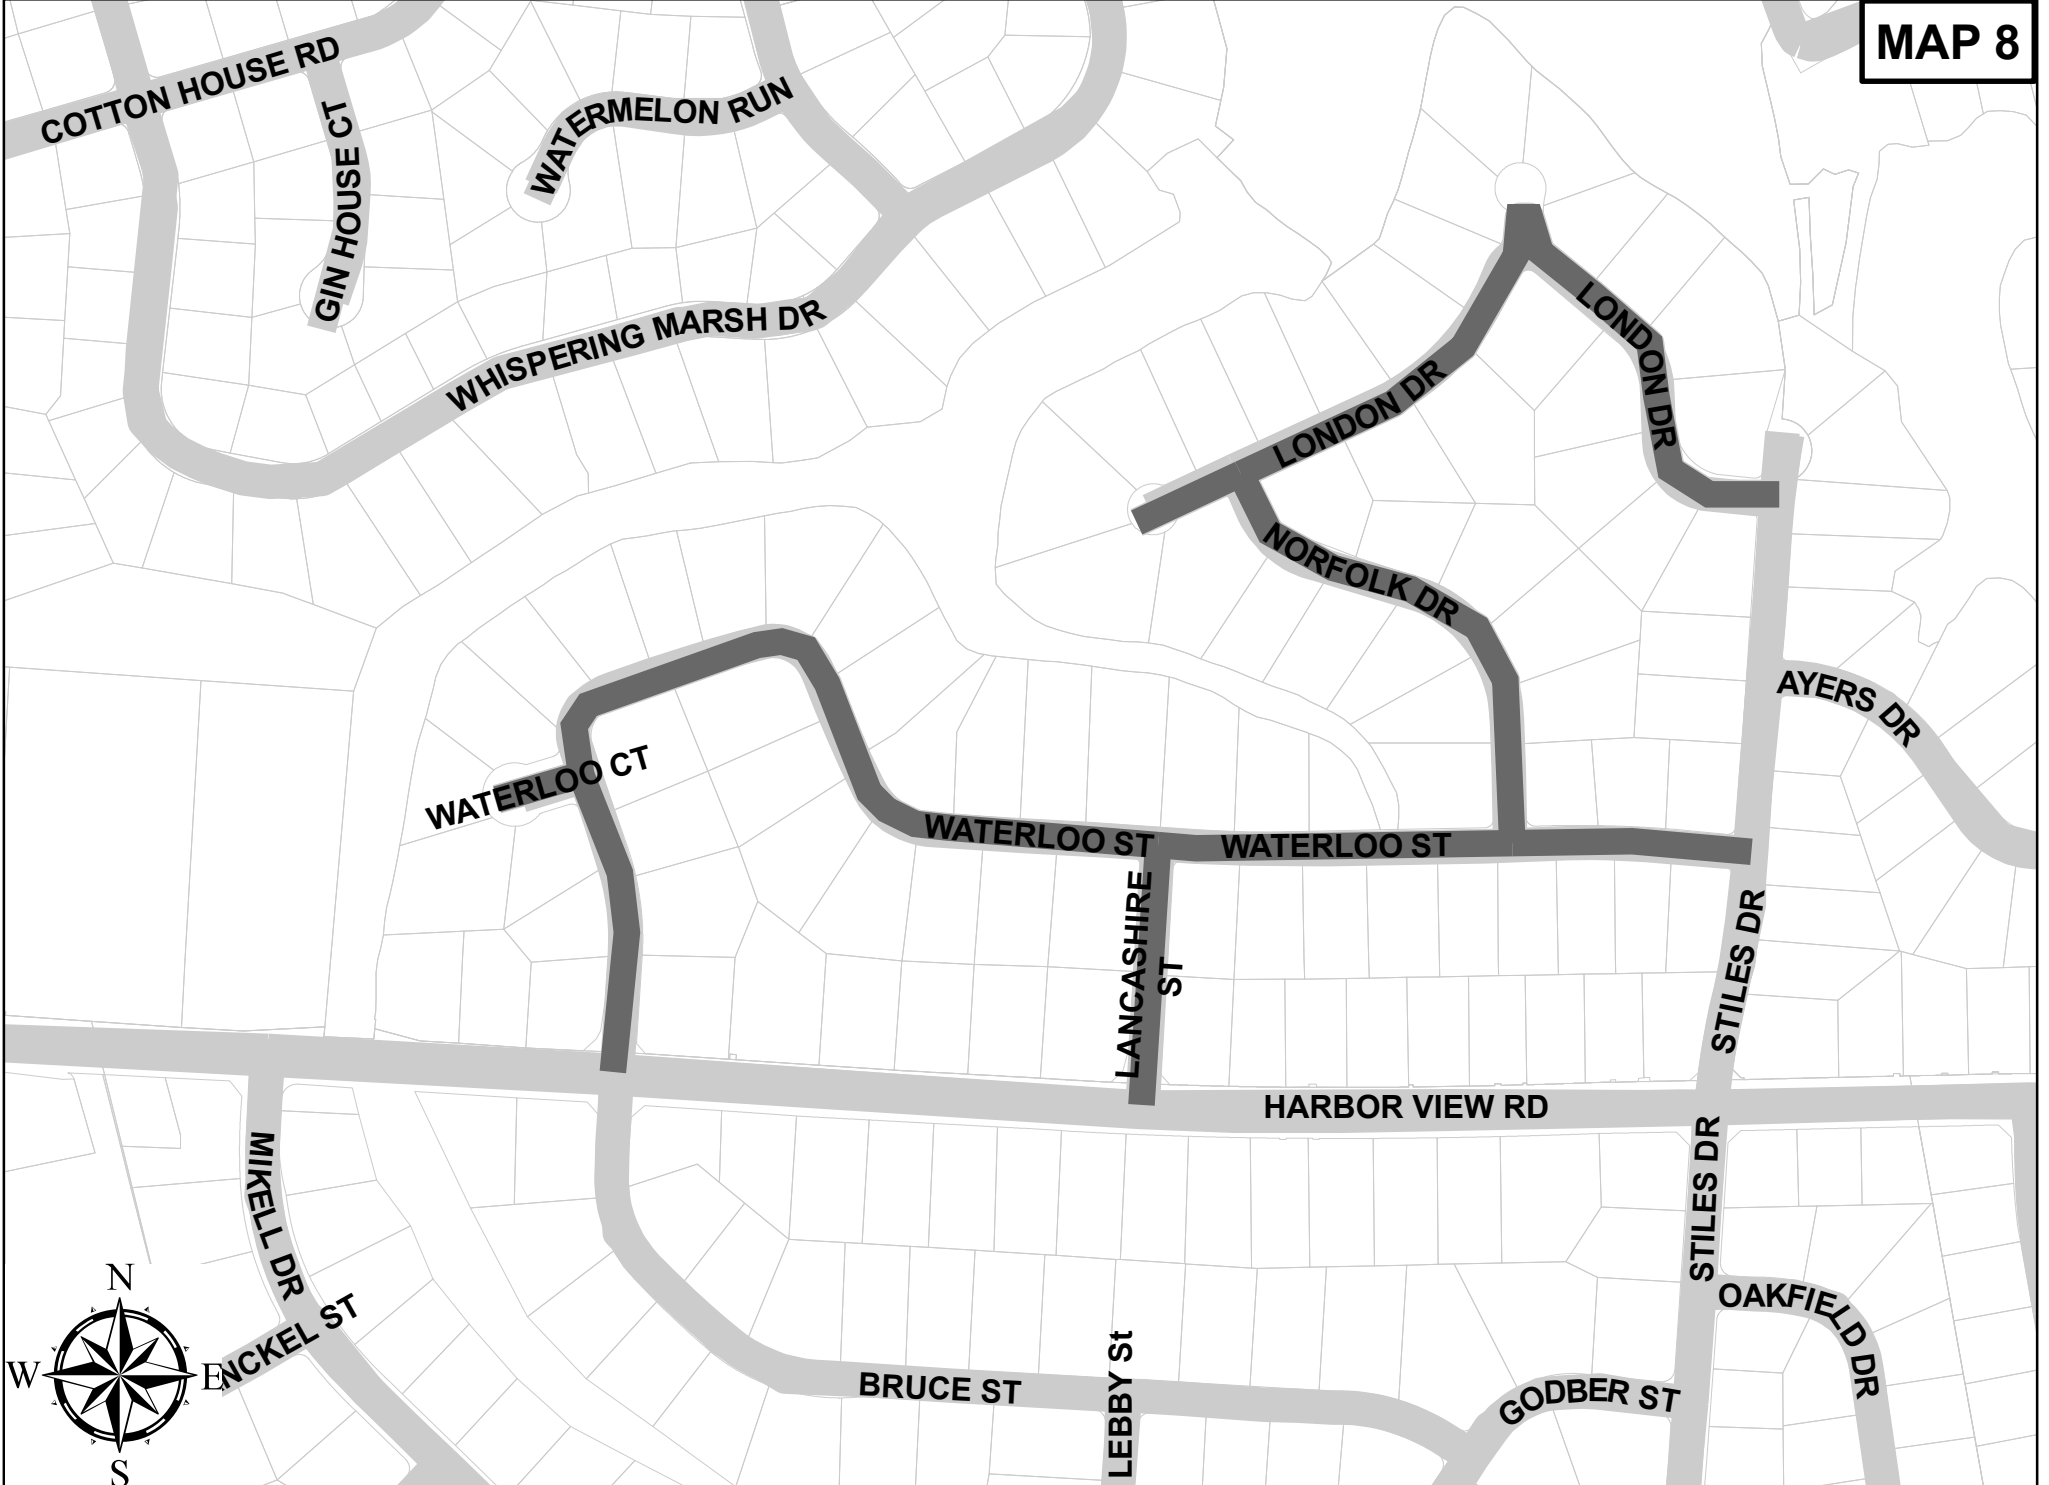 MAP 8
COTTON HOUSE RD
GIN HOUSE CT
WATERMELON RUN
WHISPERING MARSH DR
LONDON DR
LONDON DR
NORFOLK DR
AYERS DR
WATERLOO CT
WATERLOO ST
WATERLOO ST
LANCASHIRE
ST
STILES DR
HARBOR VIEW RD
STILES DR
MIKELL DR
NCKEL ST
OAKFIELD DR
BRUCE ST
LEBBY St
GODBER ST
N
W
E
S